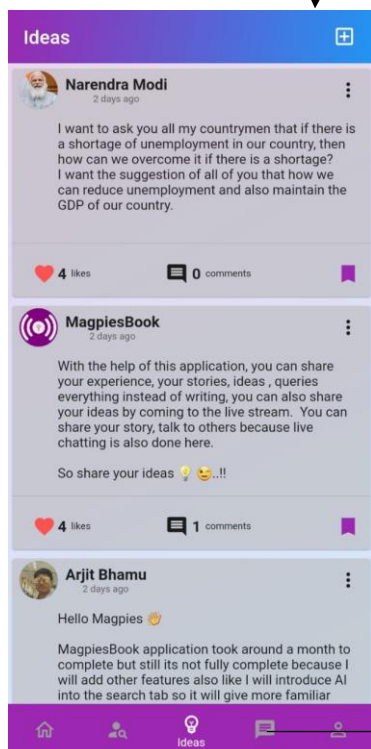 Ideas
Narendra Modi
2 days ago
I want to ask you all my countrymen that if there is
a shortage of unemployment in our country, then
how can we overcome it if there is a shortage?
I want the suggestion of all of you that how we
can reduce unemployment and also maintain the
GDP of our country.
4 likes 0 comments
MagpiesBook
2 days ago
With the help of this application, you can share
your experience, your stories, ideas , queries
everything instead of writing, you can also share
your ideas by coming to the live stream. You can
share your story, talk to others because live
chatting is also done here.
So share your ideas 💡 😉..!!
4 likes 1 comments
Arjit Bhamu
2 days ago
Hello Magpies 👋
MagpiesBook application took around a month to
complete but still its not fully complete because I
will add other features also like I will introduce AI
into the search tab so it will give more familiar
Ideas